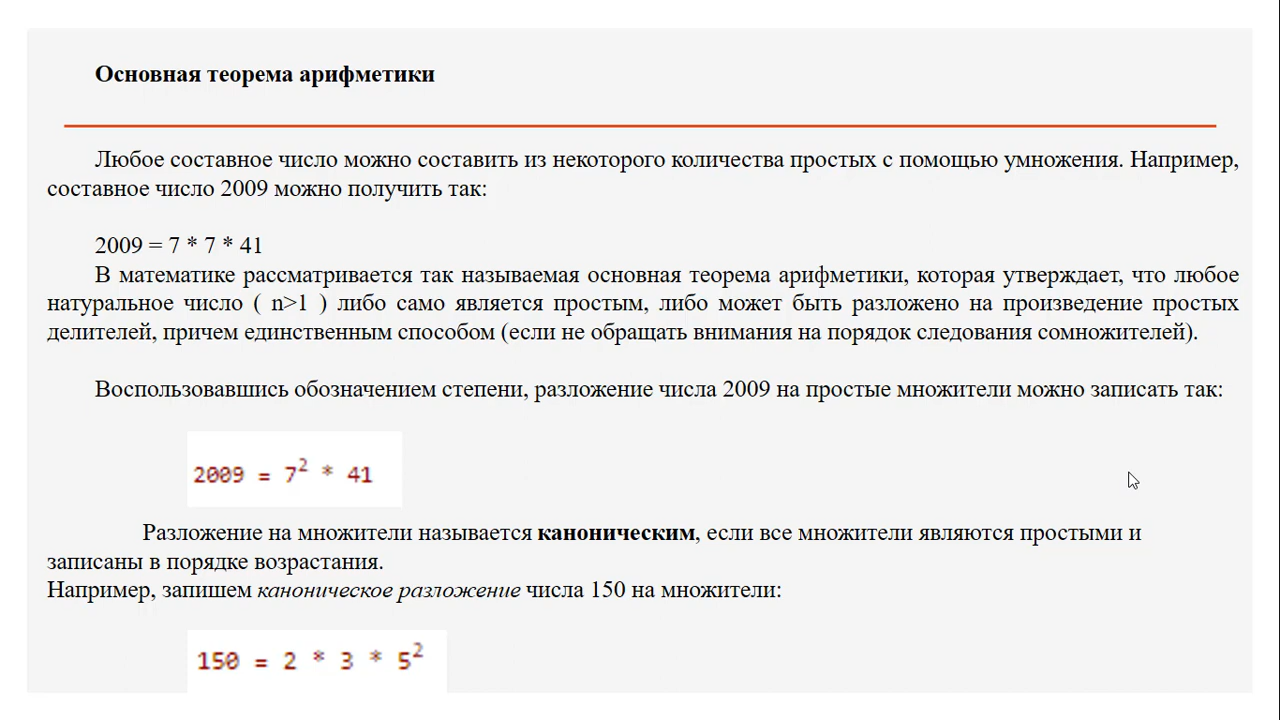 Основная теорема арифметики
Любое составное число можно составить из некоторого количества простых с помощью умножения. Например,
составное число 2009 можно получить так:
2009 = 7 * 7 * 41
В математике рассматривается так называемая основная теорема арифметики, которая утверждает, что любое
натуральное число ( n>1 ) либо само является простым, либо может быть разложено на произведение простых
делителей, причем единственным способом (если не обращать внимания на порядок следования сомножителей).
Воспользовавшись обозначением степени, разложение числа 2009 на простые множители можно записать так:
2009 = 7² * 41
Разложение на множители называется каноническим, если все множители являются простыми и
записаны в порядке возрастания.
Например, запишем каноническое разложение числа 150 на множители:
150 = 2 * 3 * 5²